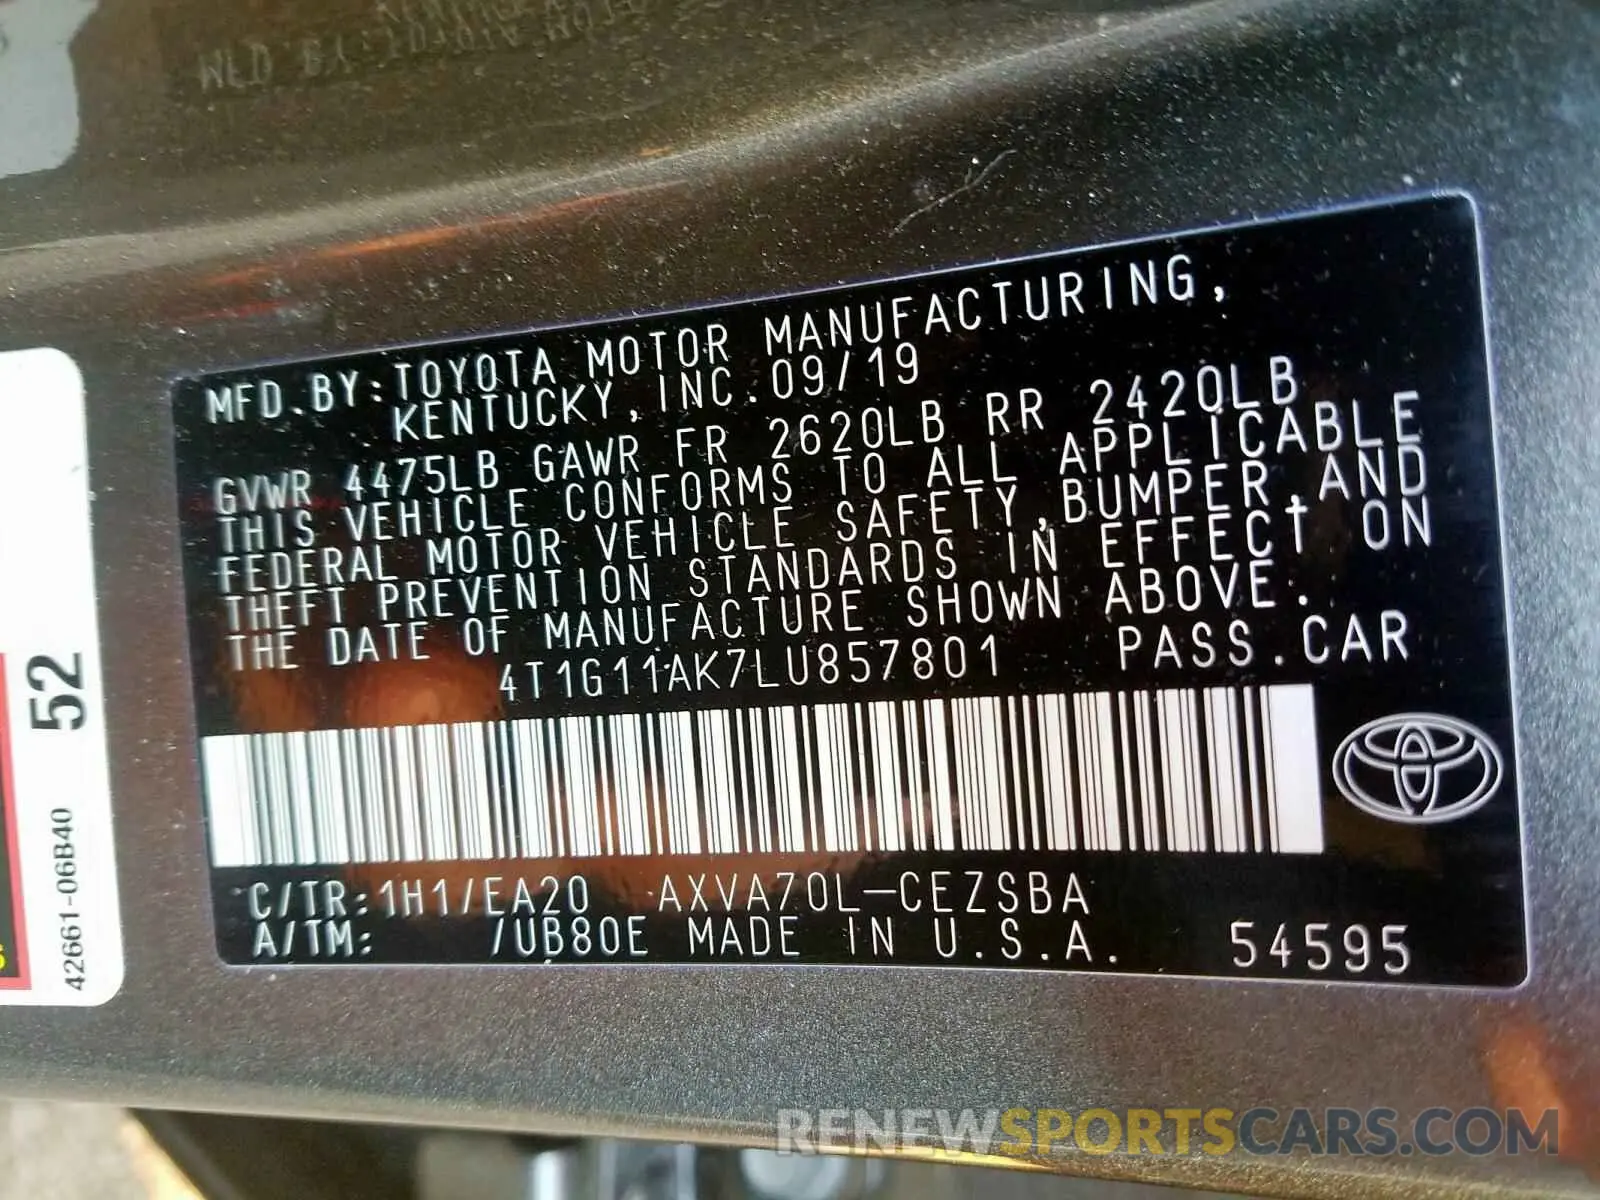 MFD. BY: TOYOTA MOTOR MANUFACTURING,
KENTUCKY, INC. 09/19
GVWR 4475LB GAWR FR 2620LB RR 2420LB
THIS VEHICLE CONFORMS TO ALL APPLICABLE
FEDERAL MOTOR VEHICLE SAFETY, BUMPER, AND
THEFT PREVENTION STANDARDS IN EFFECT ON
THE DATE OF MANUFACTURE SHOWN ABOVE.
4T1G11AK7LU857801 PASS. CAR
C/TR: 1H1/EA20 AXVA70L-CEZSBA
A/TM: /UB80E MADE IN U.S.A. 54595
52
42661-06B40
RENEWSPORTSCARS.COM